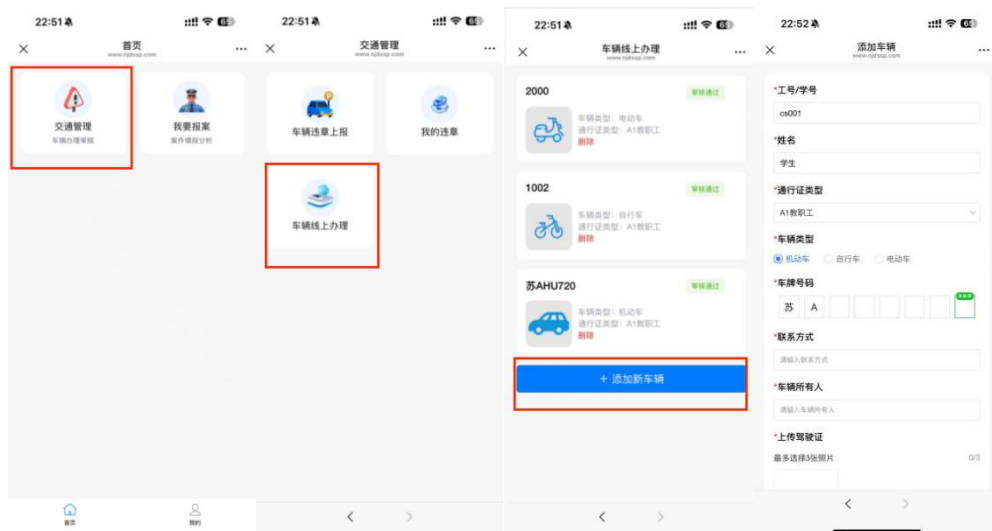 22:51
首页
www.njdssp.com
交通管理
车辆办理审核
我要报案
案件情报分析
首页
我的
22:51
交通管理
www.njdssp.com
车辆违章上报
我的违章
车辆线上办理
22:51
车辆线上办理
www.njdssp.com
2000
审核通过
车辆类型：电动车
通行证类型：A1教职工
删除
1002
审核通过
车辆类型：自行车
通行证类型：A1教职工
删除
苏AHU720
审核通过
车辆类型：机动车
通行证类型：A1教职工
删除
+ 添加新车辆
22:52
添加车辆
www.njdssp.com
*工号/学号
cs001
*姓名
学生
*通行证类型
A1教职工
*车辆类型
机动车 自行车 电动车
*车牌号码
苏 A
*联系方式
请输入联系方式
*车辆所有人
请输入车辆所有人
*上传驾驶证
最多选择3张照片 0/3